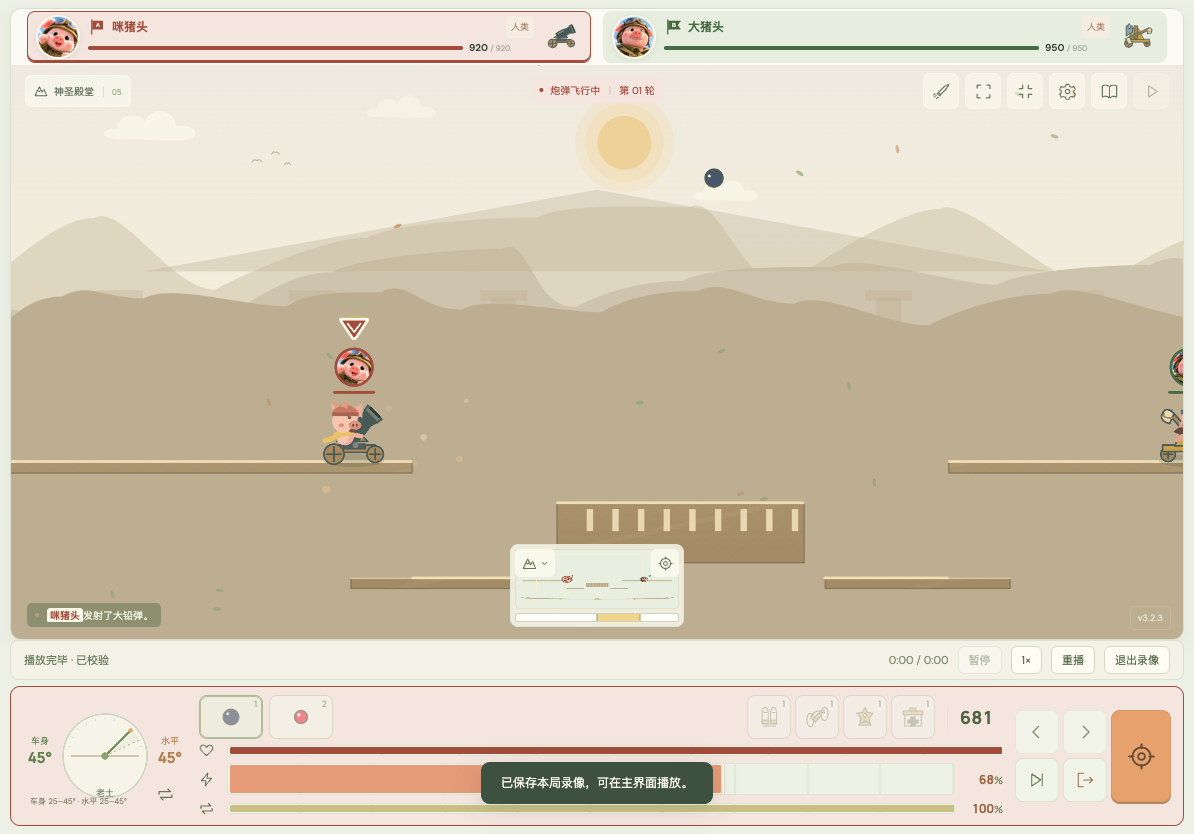 咪猪头
人类
920 / 920
大猪头
人类
950 / 950
神圣殿堂 05
炮弹飞行中 第 01 轮
咪猪头发射了大铅弹。
v3.2.3
播放完毕 · 已校验
0:00 / 0:00 暂停 1× 重播 退出录像
车身
45°
水平
45°
老土
车身 25–45° · 水平 25–45°
1
2
1
1
1
1
681
68%
已保存本局录像，可在主界面播放。
100%